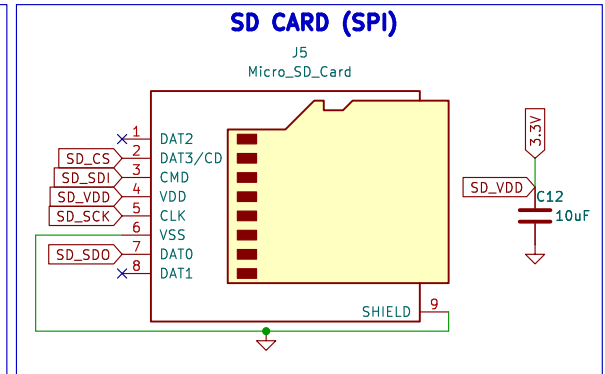 SD CARD (SPI)
J5
Micro_SD_Card
1 DAT2
SD_CS 2 DAT3/CD
SD_SDI 3 CMD
SD_VDD 4 VDD
SD_SCK 5 CLK
6 VSS
SD_SDO 7 DAT0
8 DAT1
SHIELD 9
3.3V
SD_VDD
C12
10uF